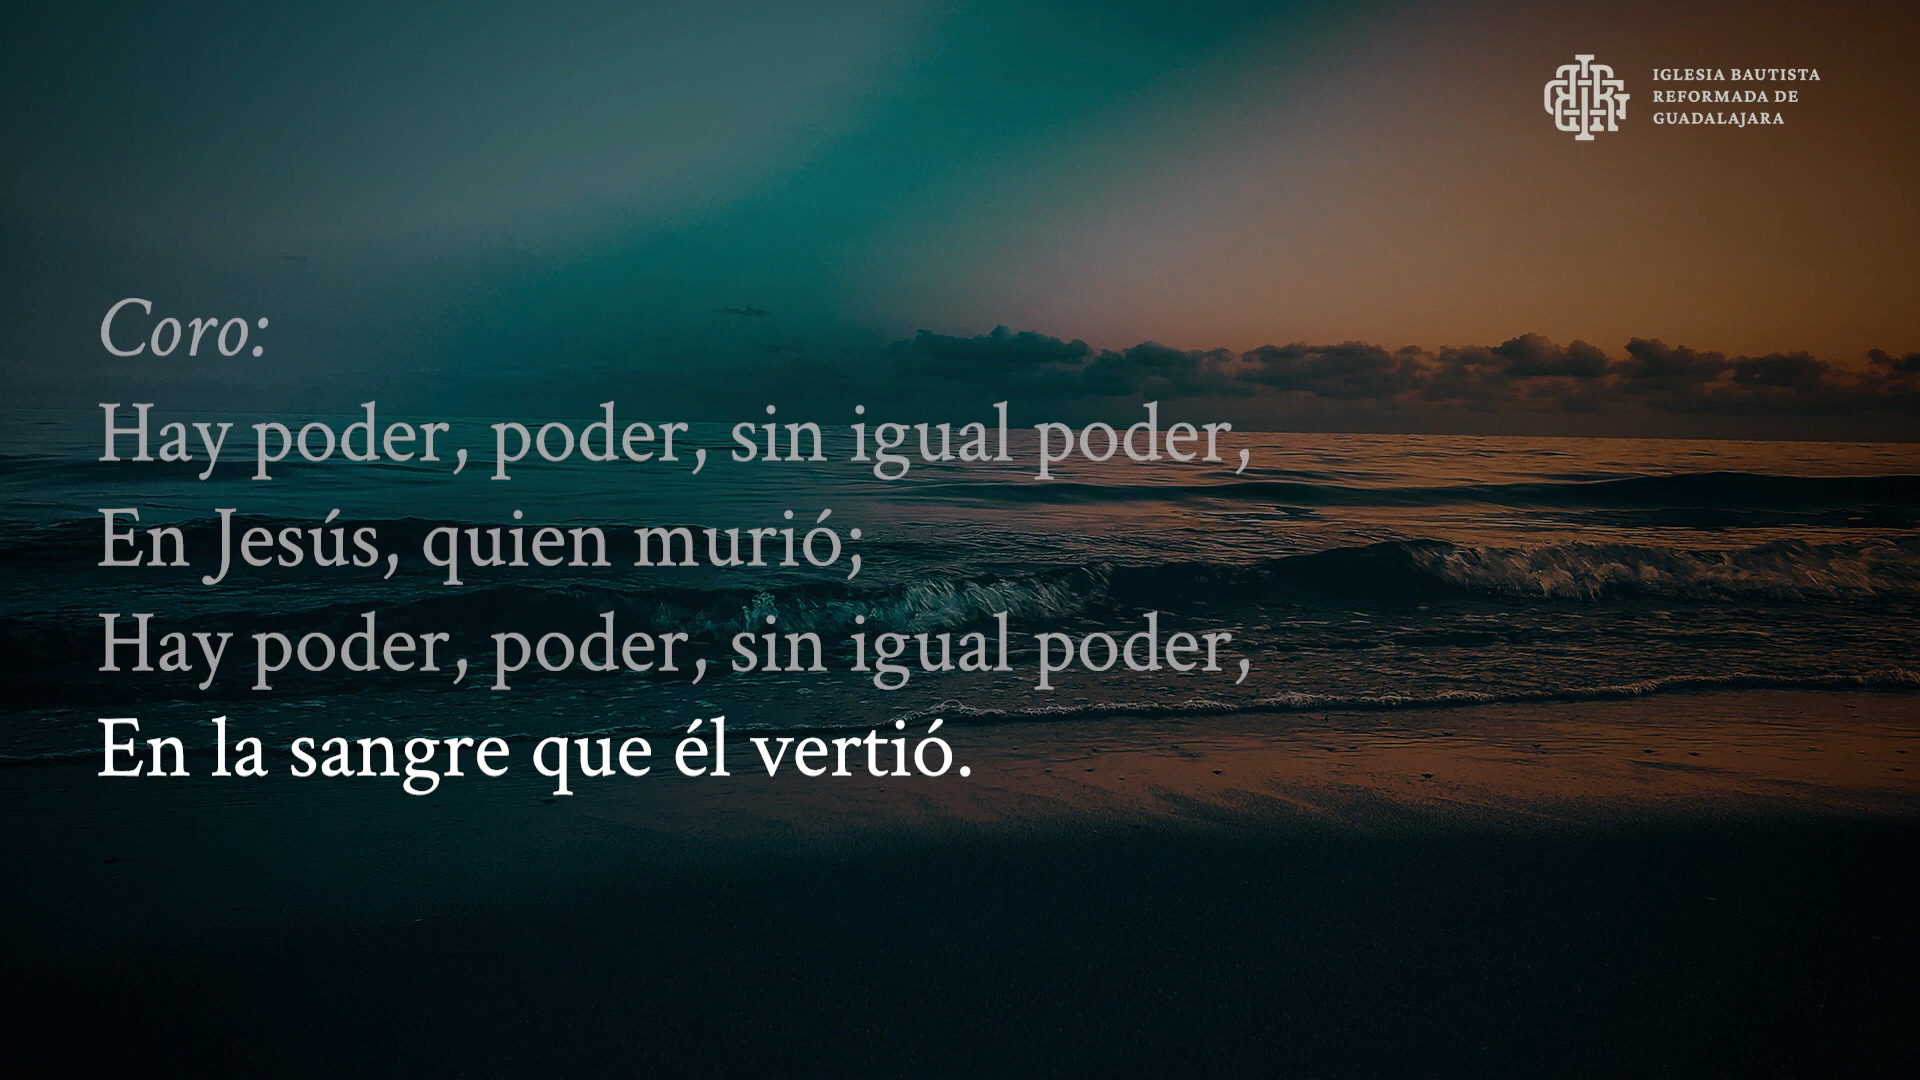 IGLESIA BAUTISTA
REFORMADA DE
GUADALAJARA
Coro:
Hay poder, poder, sin igual poder,
En Jesús, quien murió;
Hay poder, poder, sin igual poder,
En la sangre que él vertió.